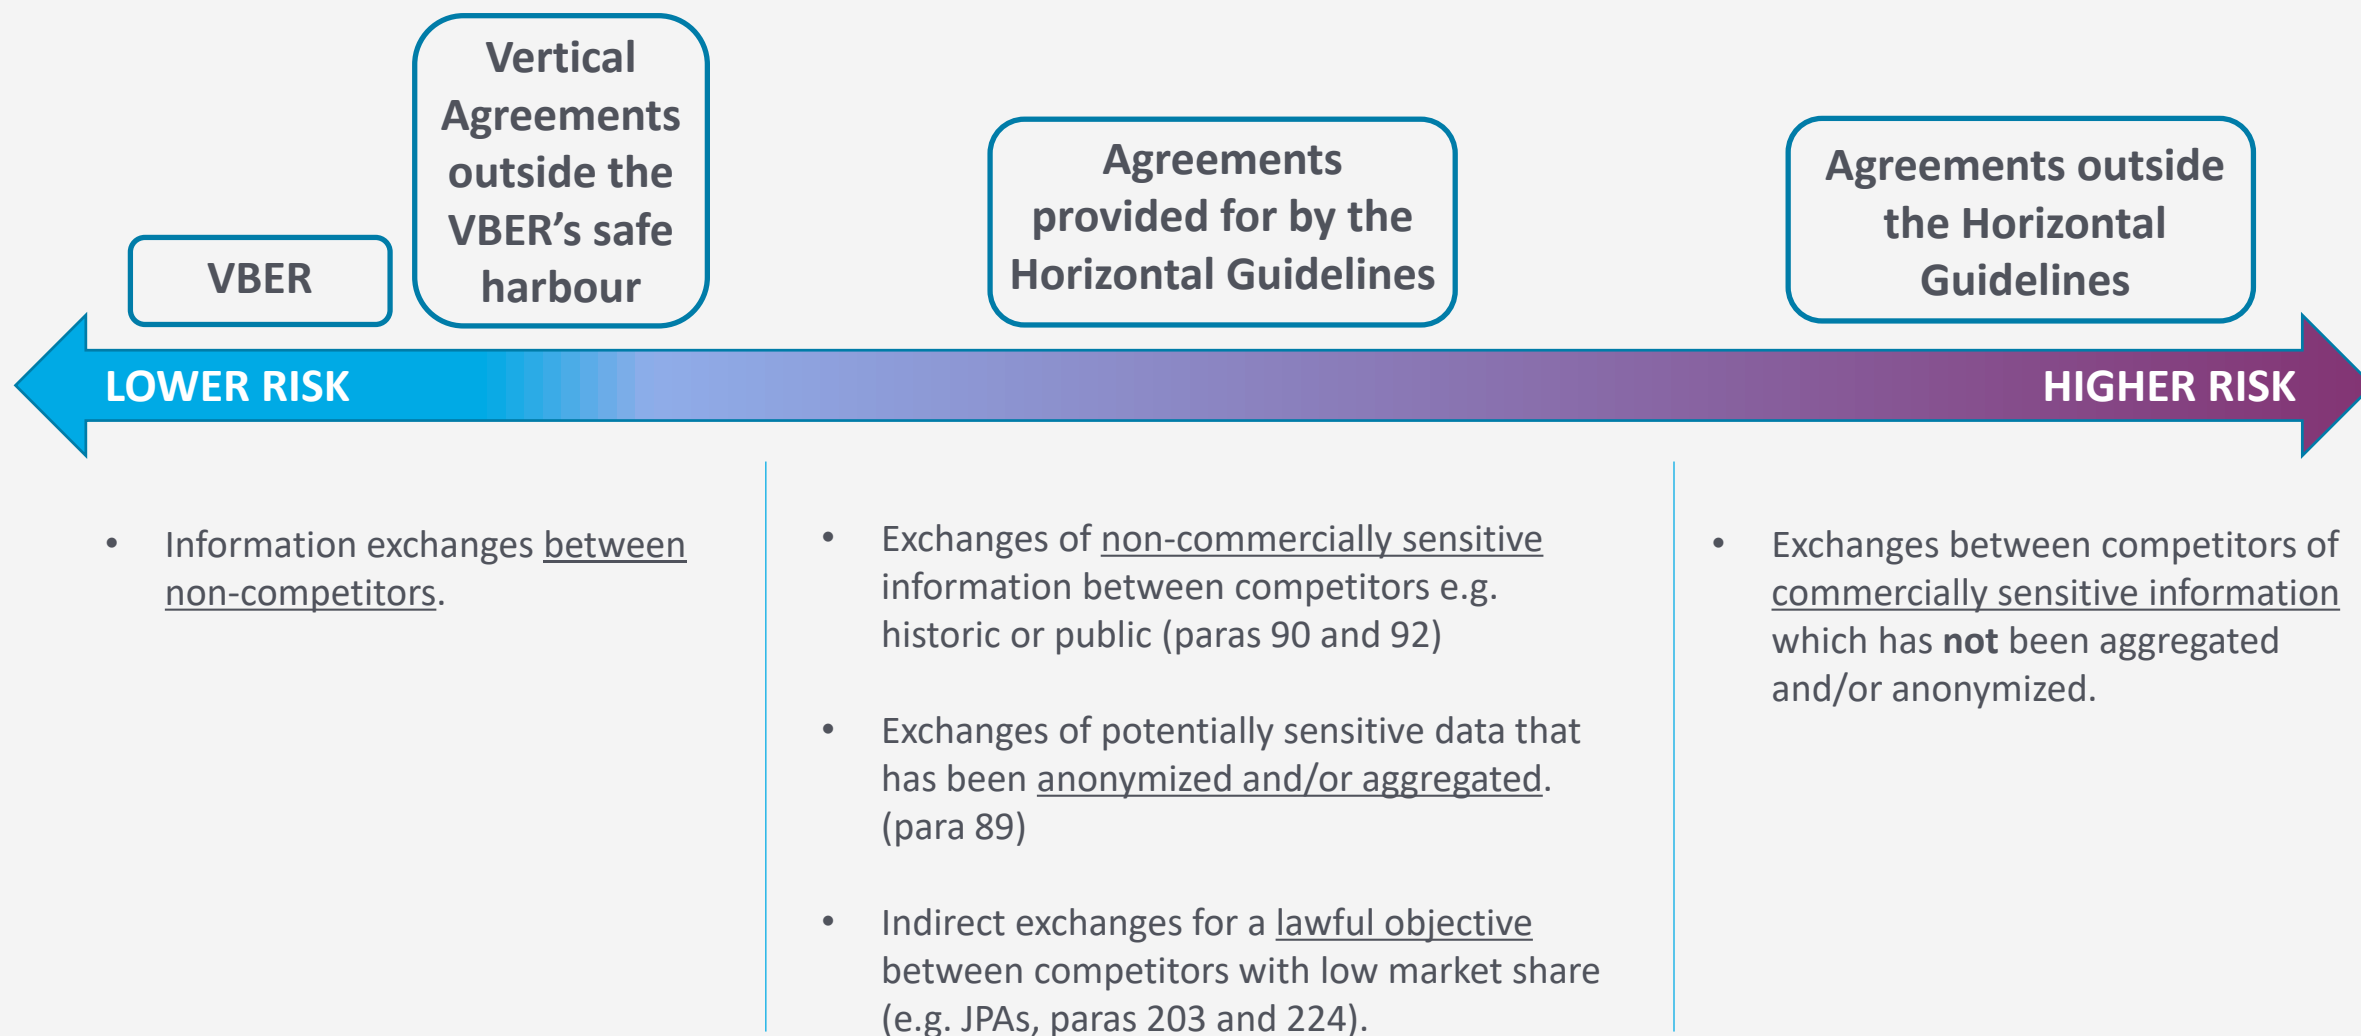 VBER
Vertical
Agreements
outside the
VBER’s safe
harbour
Agreements
provided for by the
Horizontal Guidelines
Agreements outside
the Horizontal
Guidelines
LOWER RISK
HIGHER RISK
• Information exchanges between
non-competitors.
• Exchanges of non-commercially sensitive
information between competitors e.g.
historic or public (paras 90 and 92)
• Exchanges of potentially sensitive data that
has been anonymized and/or aggregated.
(para 89)
• Indirect exchanges for a lawful objective
between competitors with low market share
(e.g. JPAs, paras 203 and 224).
• Exchanges between competitors of
commercially sensitive information
which has not been aggregated
and/or anonymized.